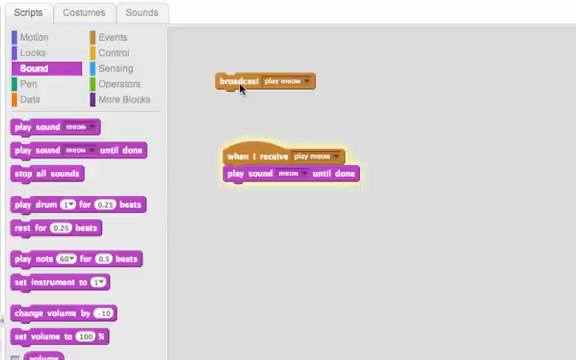 Scripts Costumes Sounds
Motion Events
Looks Control
Sound Sensing
Pen Operators
Data More Blocks
play sound meow
play sound meow until done
stop all sounds
play drum 1 for 0.25 beats
rest for 0.25 beats
play note 60 for 0.5 beats
set instrument to 1
change volume by -10
set volume to 100 %
volume
broadcast play meow
when I receive play meow
play sound meow until done